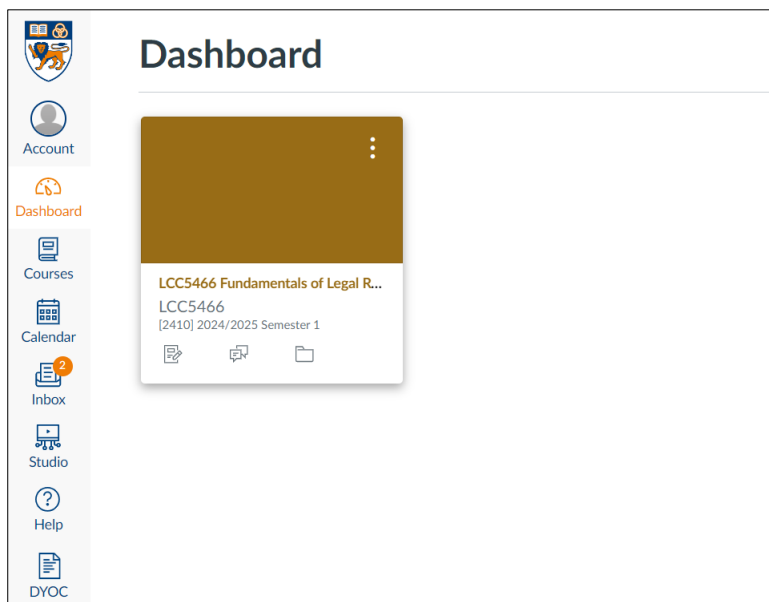 Dashboard
Account
Dashboard
Courses
Calendar
2
Inbox
Studio
Help
DYOC
LCC5466 Fundamentals of Legal R...
LCC5466
[2410] 2024/2025 Semester 1